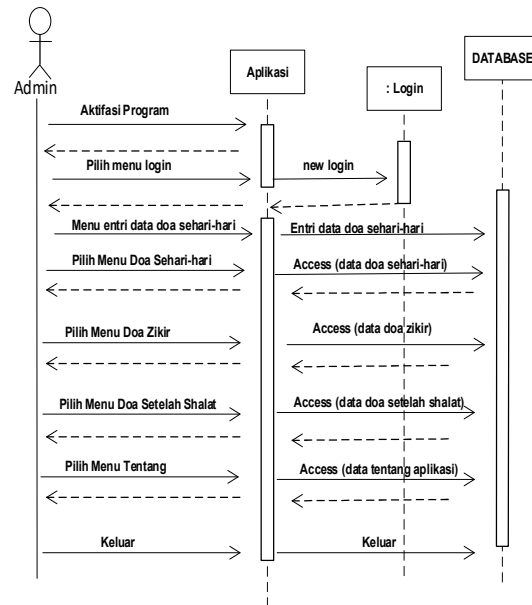 Admin
Aplikasi
: Login
DATABASE
Aktifasi Program
Pilih menu login
new login
Menu entri data doa sehari-hari
Entri data doa sehari-hari
Pilih Menu Doa Sehari-hari
Access (data doa sehari-hari)
Pilih Menu Doa Zikir
Access (data doa zikir)
Pilih Menu Doa Setelah Shalat
Access (data doa setelah shalat)
Pilih Menu Tentang
Access (data tentang aplikasi)
Keluar
Keluar